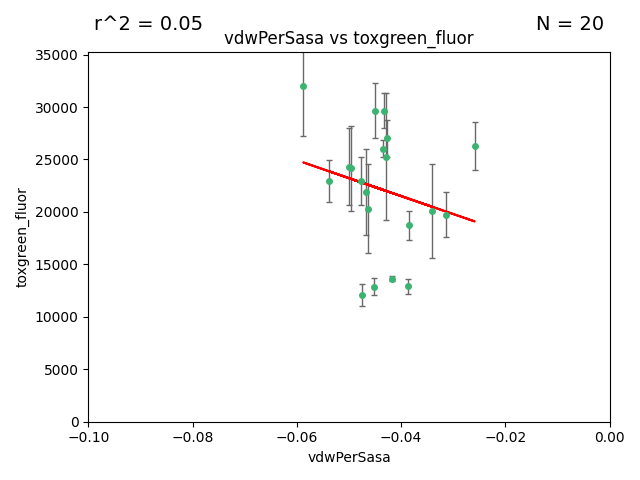 r^2 = 0.05
N = 20
vdwPerSasa vs toxgreen_fluor
35000
30000
25000
20000
15000
10000
5000
0
toxgreen_fluor
−0.10
−0.08
−0.06
−0.04
−0.02
0.00
vdwPerSasa